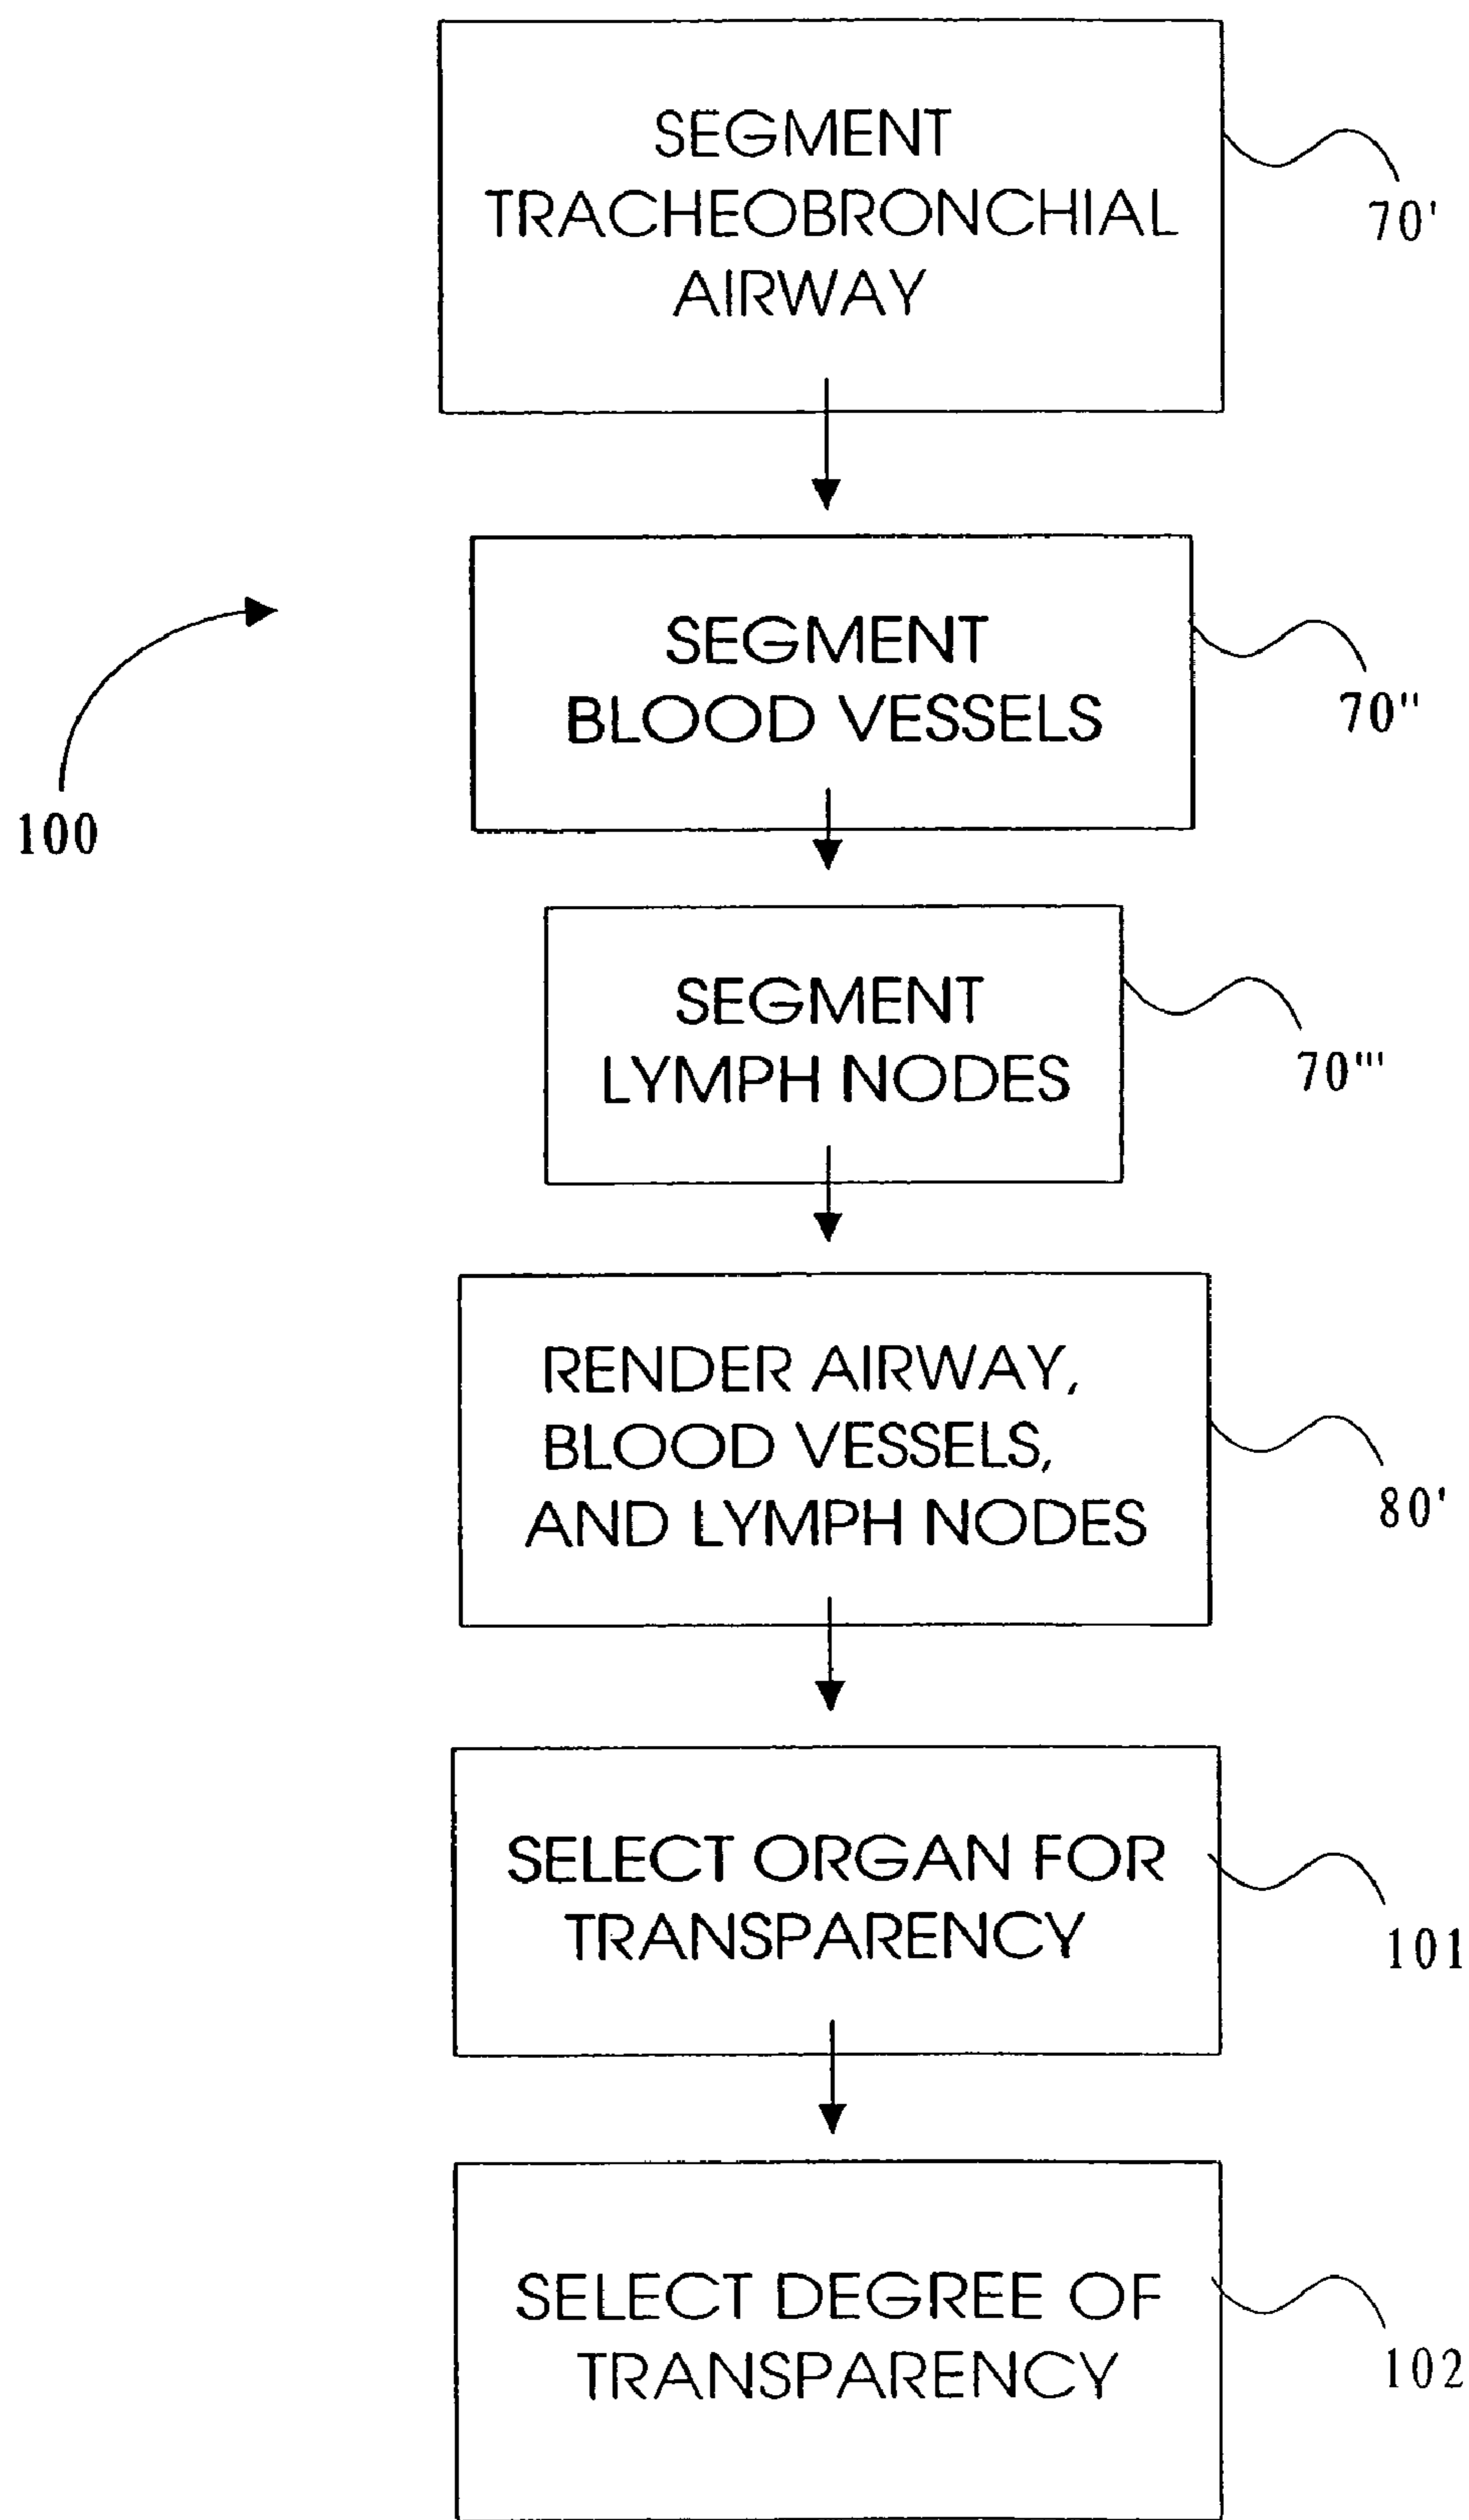 SEGMENT
TRACHEOBRONCHIAL
AIRWAY
70'
SEGMENT
BLOOD VESSELS
70''
100
SEGMENT
LYMPH NODES
70'''
RENDER AIRWAY,
BLOOD VESSELS,
AND LYMPH NODES
80'
SELECT ORGAN FOR
TRANSPARENCY
101
SELECT DEGREE OF
TRANSPARENCY
102